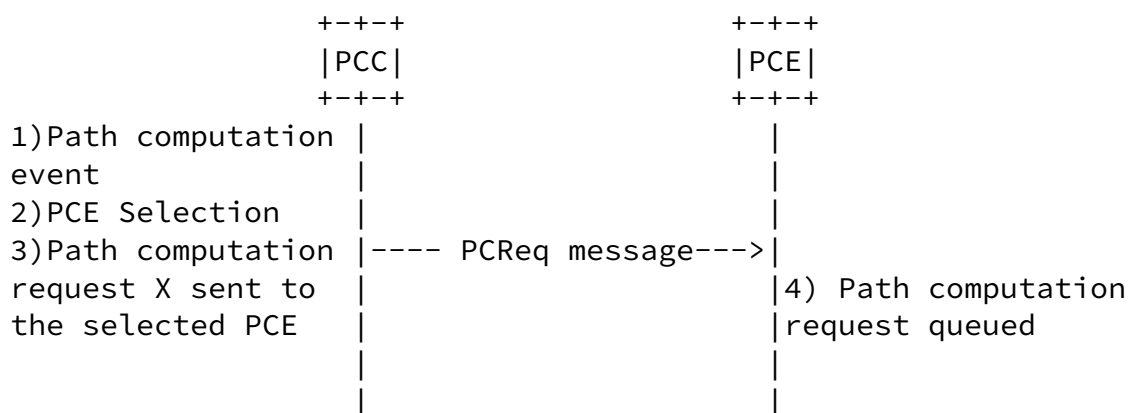 +-+-+                    +-+-+
|PCC|                    |PCE|
+-+-+                    +-+-+
1)Path computation |                        |
event              |                        |
2)PCE Selection    |                        |
3)Path computation |---- PCReq message--->|
request X sent to  |                        |4) Path computation
the selected PCE   |                        |request queued
|                        |
|                        |